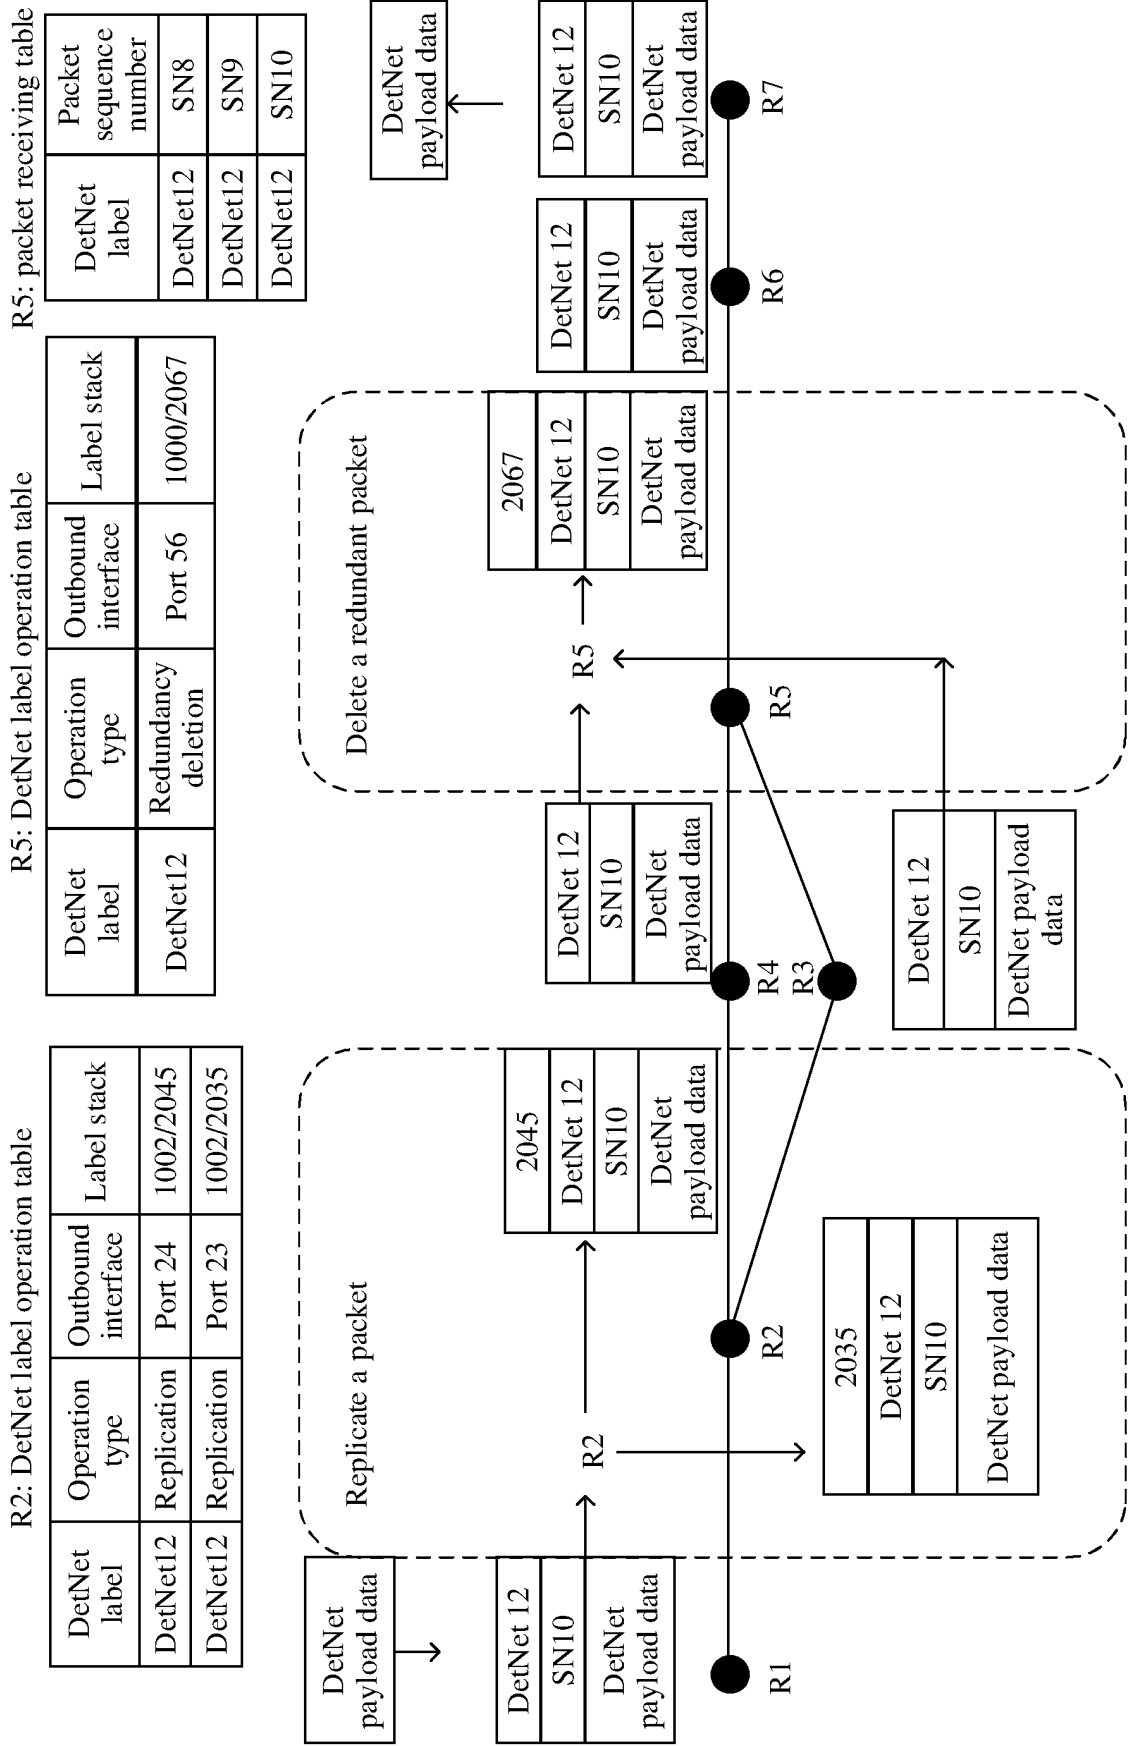 R2: DetNet label operation table
DetNet label
Operation type
Outbound interface
Label stack
DetNet12
Replication
Port 24
1002/2045
DetNet12
Replication
Port 23
1002/2035
R5: DetNet label operation table
DetNet label
Operation type
Outbound interface
Label stack
DetNet12
Redundancy deletion
Port 56
1000/2067
R5: packet receiving table
DetNet label
Packet sequence number
DetNet12
SN8
DetNet12
SN9
DetNet12
SN10
DetNet
payload data
DetNet 12
SN10
DetNet
payload data
R1
Replicate a packet
R2
2045
DetNet 12
SN10
DetNet
payload data
R2
2035
DetNet 12
SN10
DetNet payload data
DetNet 12
SN10
DetNet
payload data
R4
R3
DetNet 12
SN10
DetNet payload
data
Delete a redundant packet
R5
R5
2067
DetNet 12
SN10
DetNet
payload data
DetNet 12
SN10
DetNet
payload data
R6
DetNet
payload data
DetNet 12
SN10
DetNet
payload data
R7